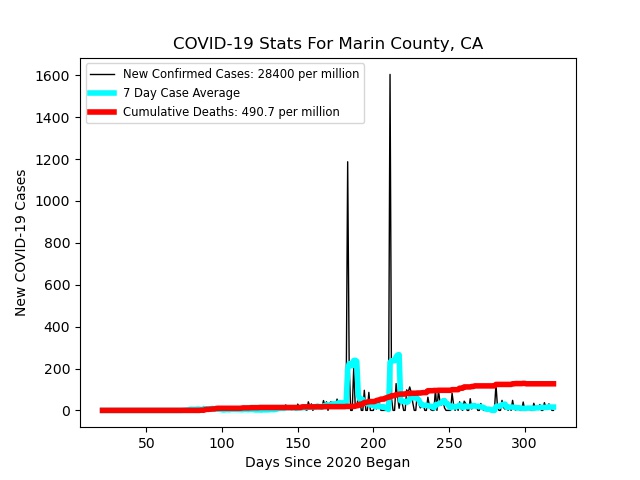 COVID-19 Stats For Marin County, CA
New Confirmed Cases: 28400 per million
7 Day Case Average
Cumulative Deaths: 490.7 per million
New COVID-19 Cases
1600
1400
1200
1000
800
600
400
200
0
50 100 150 200 250 300
Days Since 2020 Began